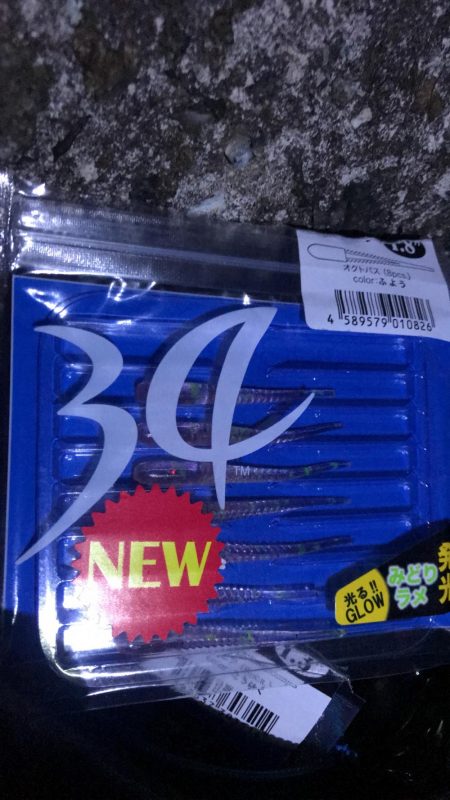 1.8"
オクトパス (8pcs)
color:ふよう
4 589579 010826
34
TM
NEW
光る!!
GLOW
みどり
ラメ
発
光